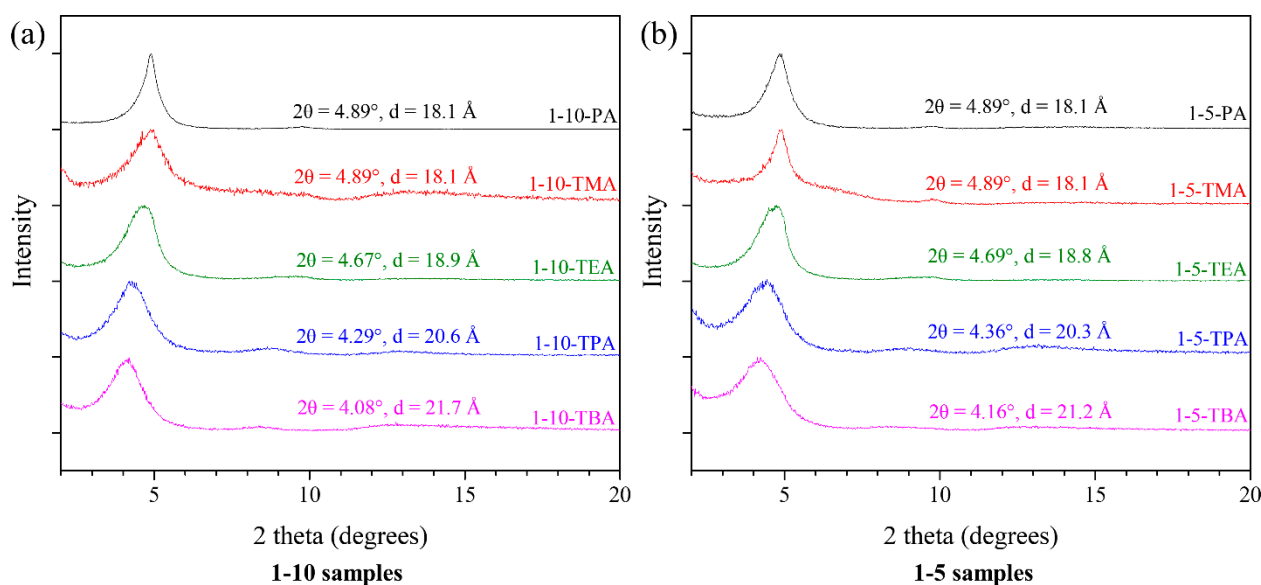 (a)
2θ = 4.89°, d = 18.1 Å
1-10-PA
2θ = 4.89°, d = 18.1 Å
1-10-TMA
2θ = 4.67°, d = 18.9 Å
1-10-TEA
2θ = 4.29°, d = 20.6 Å
1-10-TPA
2θ = 4.08°, d = 21.7 Å
1-10-TBA
Intensity
5
10
15
20
2 theta (degrees)
1-10 samples
(b)
2θ = 4.89°, d = 18.1 Å
1-5-PA
2θ = 4.89°, d = 18.1 Å
1-5-TMA
2θ = 4.69°, d = 18.8 Å
1-5-TEA
2θ = 4.36°, d = 20.3 Å
1-5-TPA
2θ = 4.16°, d = 21.2 Å
1-5-TBA
Intensity
5
10
15
20
2 theta (degrees)
1-5 samples